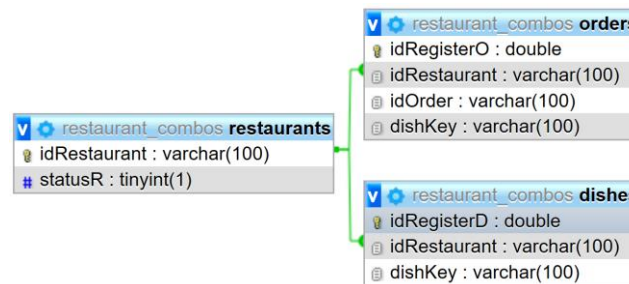 restaurant_combos orders
idRegisterO : double
idRestaurant : varchar(100)
idOrder : varchar(100)
dishKey : varchar(100)
restaurant_combos restaurants
idRestaurant : varchar(100)
# statusR : tinyint(1)
restaurant_combos dishe
idRegisterD : double
idRestaurant : varchar(100)
dishKey : varchar(100)